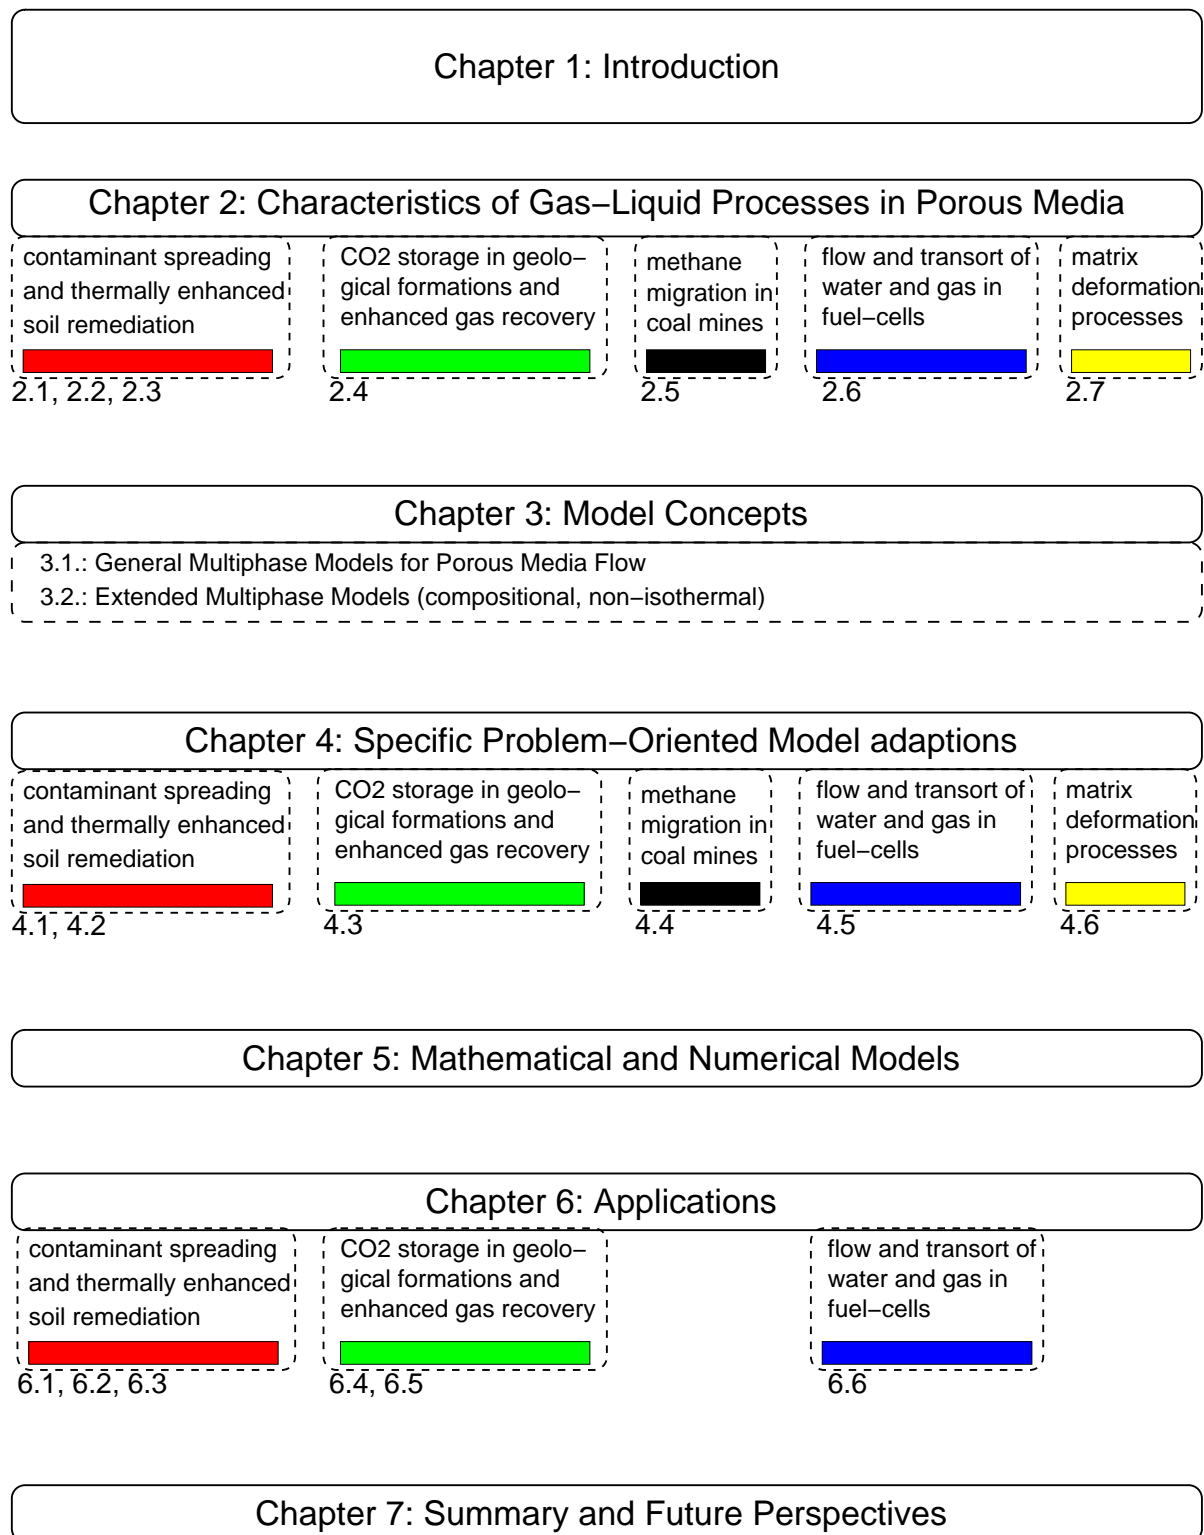 Chapter 1: Introduction
Chapter 2: Characteristics of Gas−Liquid Processes in Porous Media
contaminant spreading
and thermally enhanced
soil remediation
2.1, 2.2, 2.3
CO2 storage in geolo−
gical formations and
enhanced gas recovery
2.4
methane
migration in
coal mines
2.5
flow and transort of
water and gas in
fuel−cells
2.6
matrix
deformation
processes
2.7
Chapter 3: Model Concepts
3.1.: General Multiphase Models for Porous Media Flow
3.2.: Extended Multiphase Models (compositional, non−isothermal)
Chapter 4: Specific Problem−Oriented Model adaptions
contaminant spreading
and thermally enhanced
soil remediation
4.1, 4.2
CO2 storage in geolo−
gical formations and
enhanced gas recovery
4.3
methane
migration in
coal mines
4.4
flow and transort of
water and gas in
fuel−cells
4.5
matrix
deformation
processes
4.6
Chapter 5: Mathematical and Numerical Models
Chapter 6: Applications
contaminant spreading
and thermally enhanced
soil remediation
6.1, 6.2, 6.3
CO2 storage in geolo−
gical formations and
enhanced gas recovery
6.4, 6.5
flow and transort of
water and gas in
fuel−cells
6.6
Chapter 7: Summary and Future Perspectives